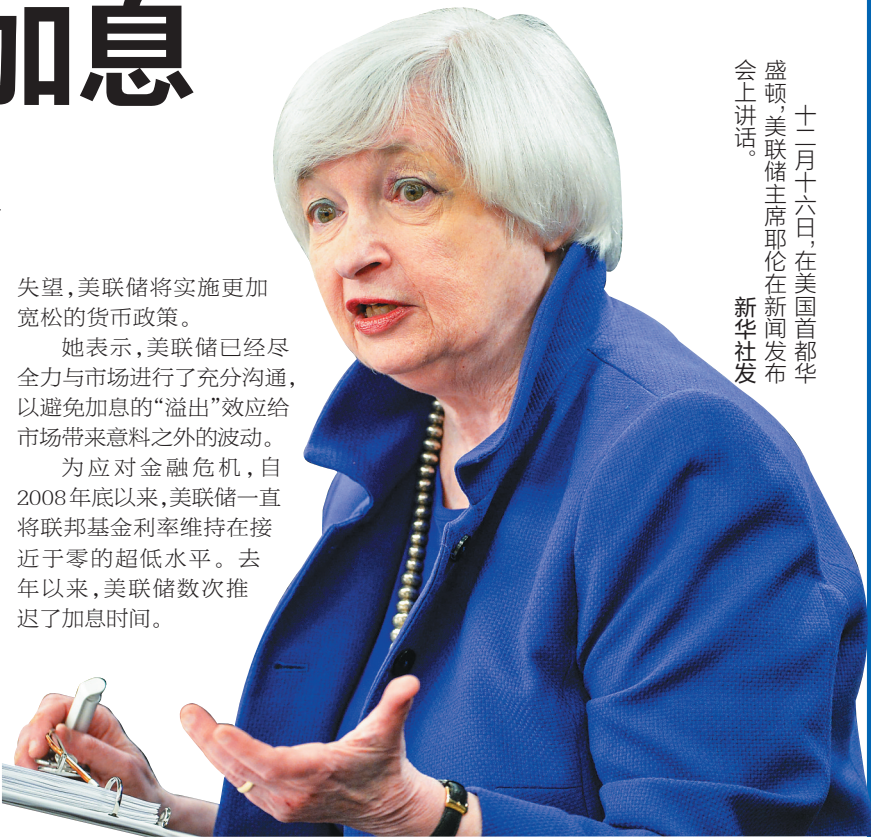 加息
失望，美联储将实施更加
宽松的货币政策。
她表示，美联储已经尽
全力与市场进行了充分沟通，
以避免加息的“溢出”效应给
市场带来意料之外的波动。
为应对金融危机，自
2008年底以来，美联储一直
将联邦基金利率维持在接
近于零的超低水平。去
年以来，美联储数次推
迟了加息时间。
十二月十六日，在美国首都华
盛顿，美联储主席耶伦在新闻发布
会上讲话。
新华社发